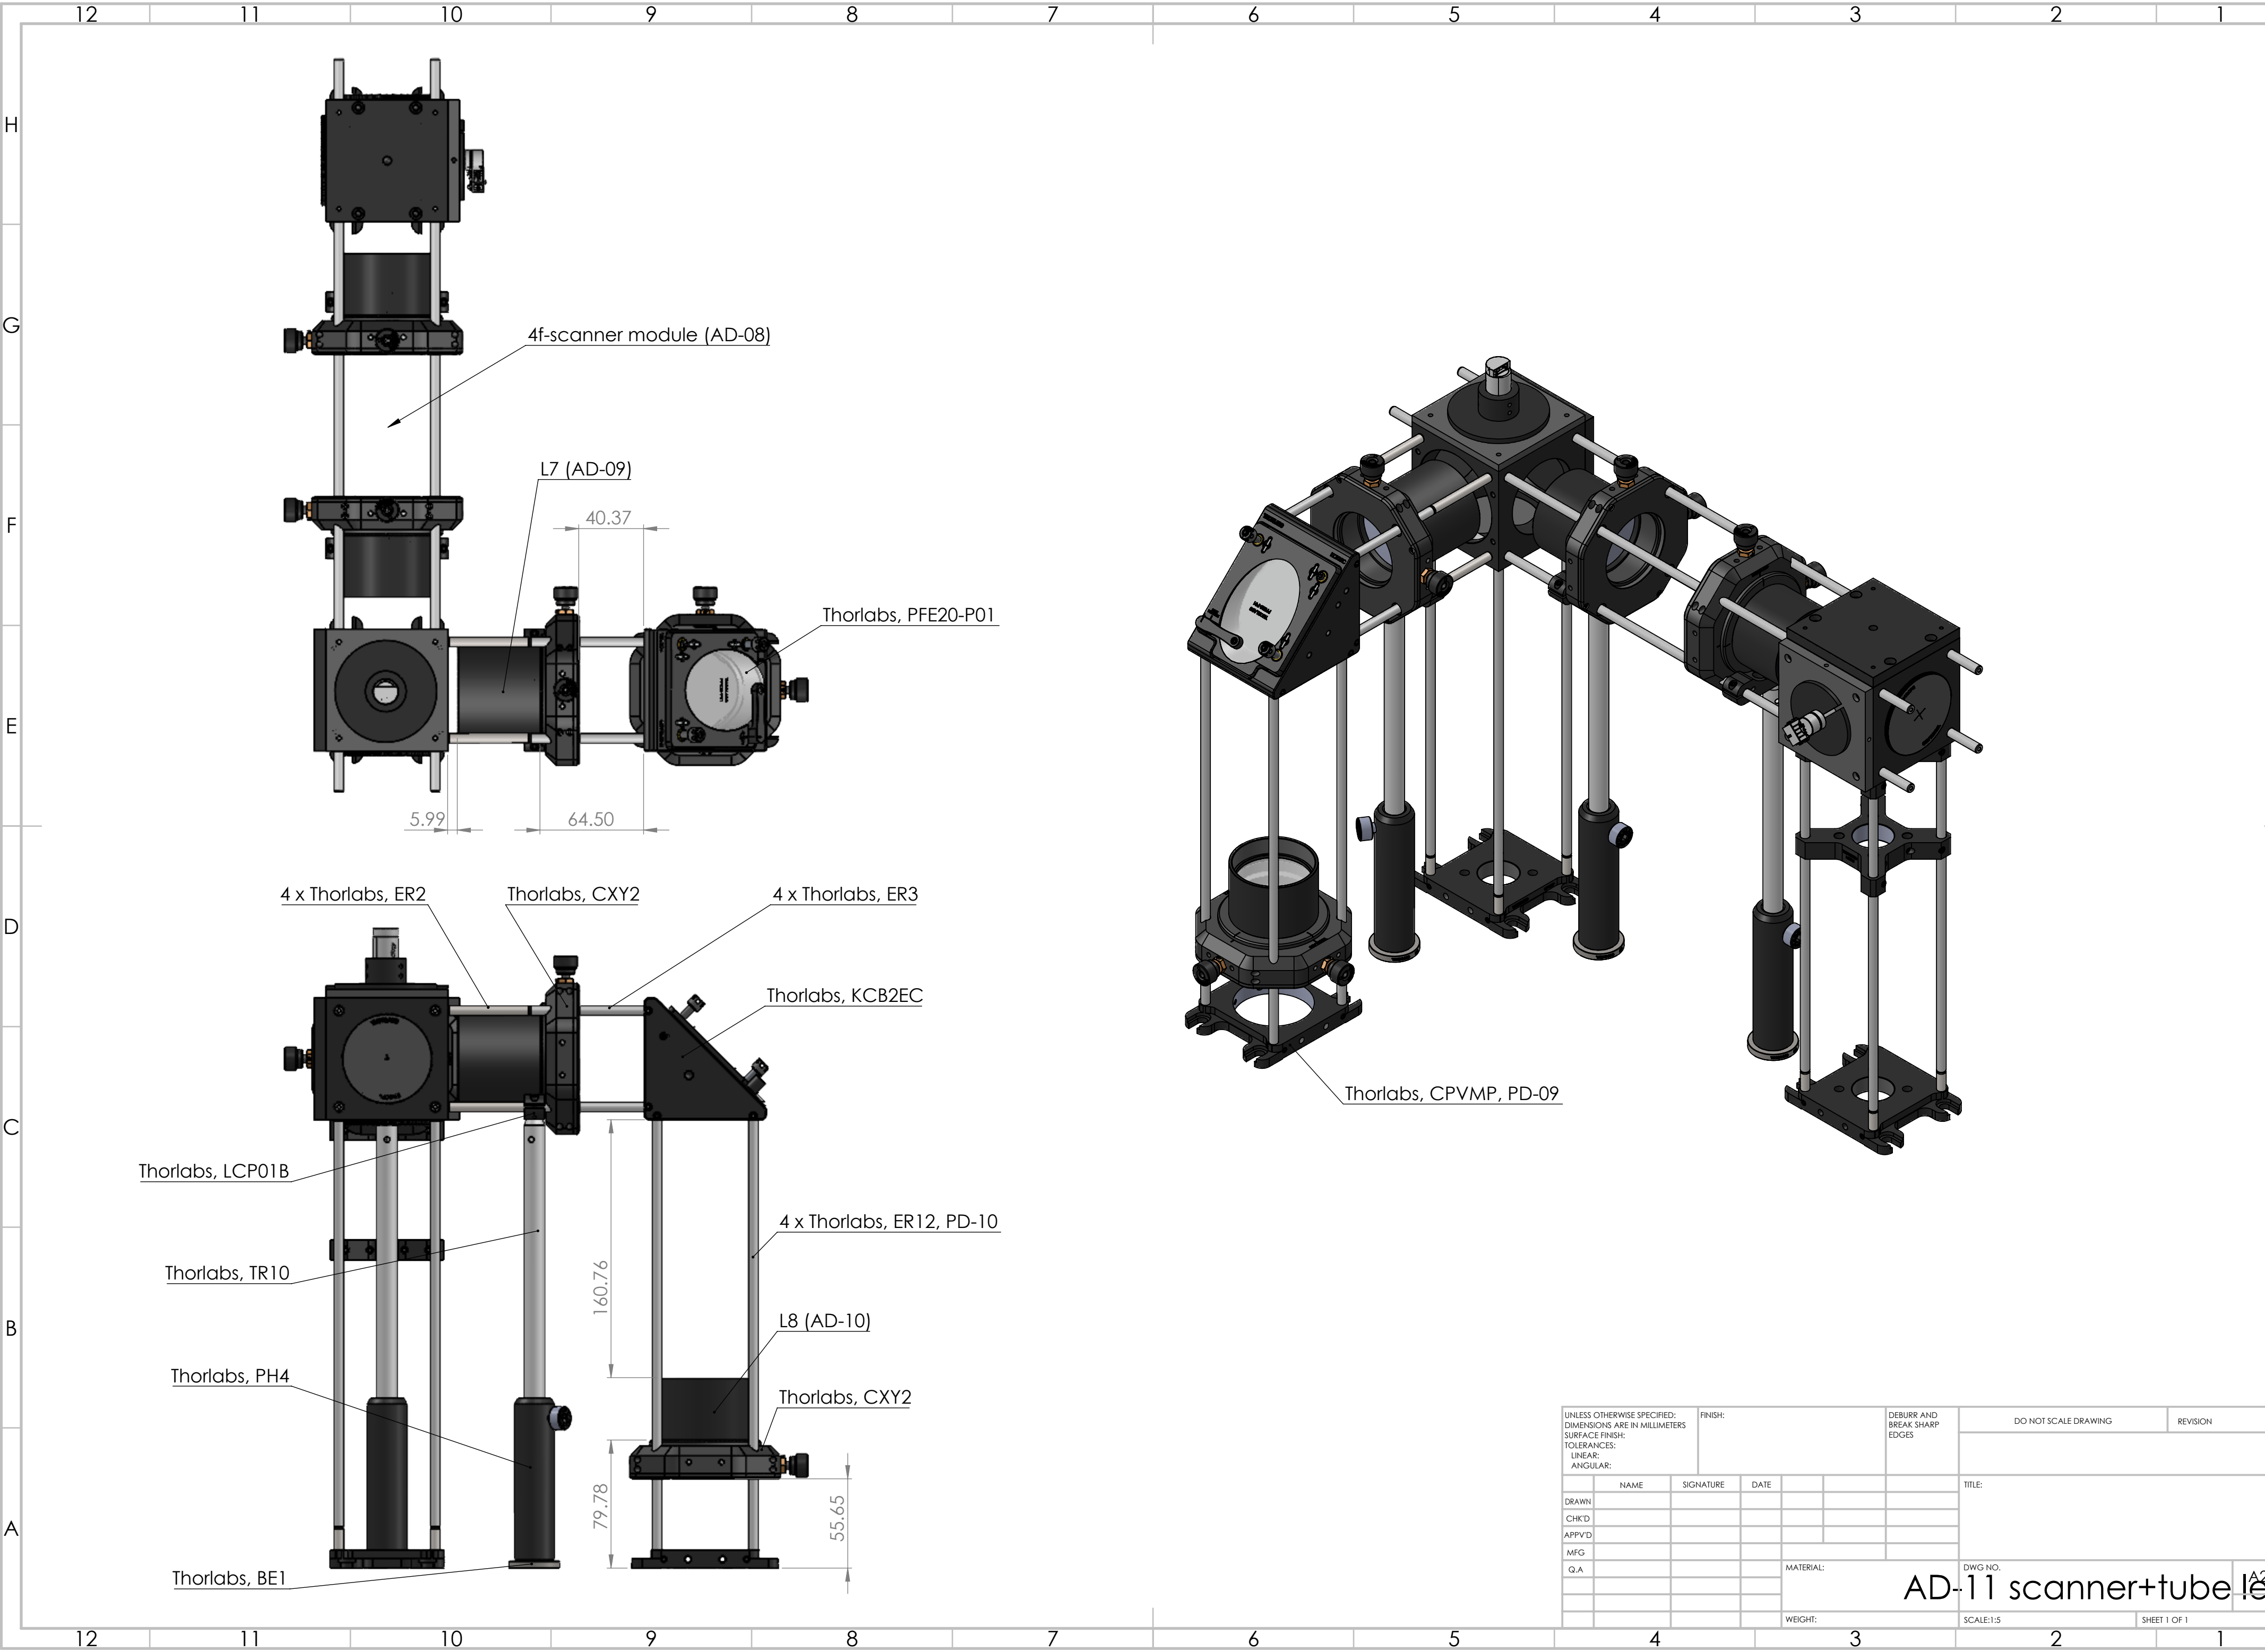 12 11 10 9 8 7 6 5 4 3 2 1
H
G
4f-scanner module (AD-08)
L7 (AD-09)
F
40.37
Thorlabs, PFE20-P01
E
5.99
64.50
4 x Thorlabs, ER2
Thorlabs, CXY2
4 x Thorlabs, ER3
D
Thorlabs, KCB2EC
Thorlabs, CPVMP, PD-09
C
Thorlabs, LCP01B
4 x Thorlabs, ER12, PD-10
Thorlabs, TR10
160.76
B
L8 (AD-10)
Thorlabs, PH4
Thorlabs, CXY2
79.78
55.65
A
Thorlabs, BE1
UNLESS OTHERWISE SPECIFIED:
DIMENSIONS ARE IN MILLIMETERS
SURFACE FINISH:
TOLERANCES:
LINEAR:
ANGULAR:
FINISH:
DEBURR AND
BREAK SHARP
EDGES
DO NOT SCALE DRAWING
REVISION
NAME SIGNATURE DATE
TITLE:
DRAWN
CHK'D
APPV'D
MFG
Q.A
MATERIAL:
DWG NO.
AD-11 scanner+tube
WEIGHT:
SCALE:1:5
SHEET 1 OF 1
12 11 10 9 8 7 6 5 4 3 2 1